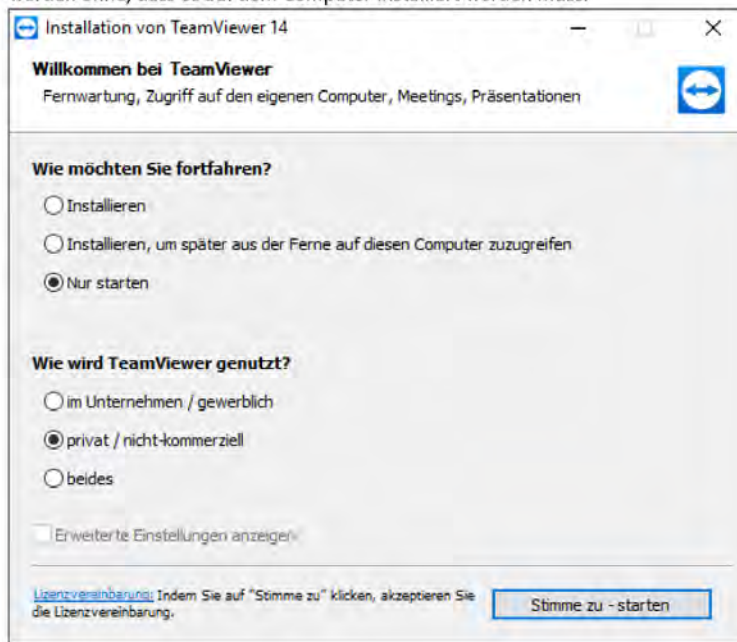 Installation von TeamViewer 14
Willkommen bei TeamViewer
Fernwartung, Zugriff auf den eigenen Computer, Meetings, Präsentationen
Wie möchten Sie fortfahren?
Installieren
Installieren, um später aus der Ferne auf diesen Computer zuzugreifen
Nur starten
Wie wird TeamViewer genutzt?
im Unternehmen / gewerblich
privat / nicht-kommerziell
beides
Erweiterte Einstellungen anzeigen
Lizenzvereinbarung: Indem Sie auf "Stimme zu" klicken, akzeptieren Sie
die Lizenzvereinbarung.
Stimme zu - starten